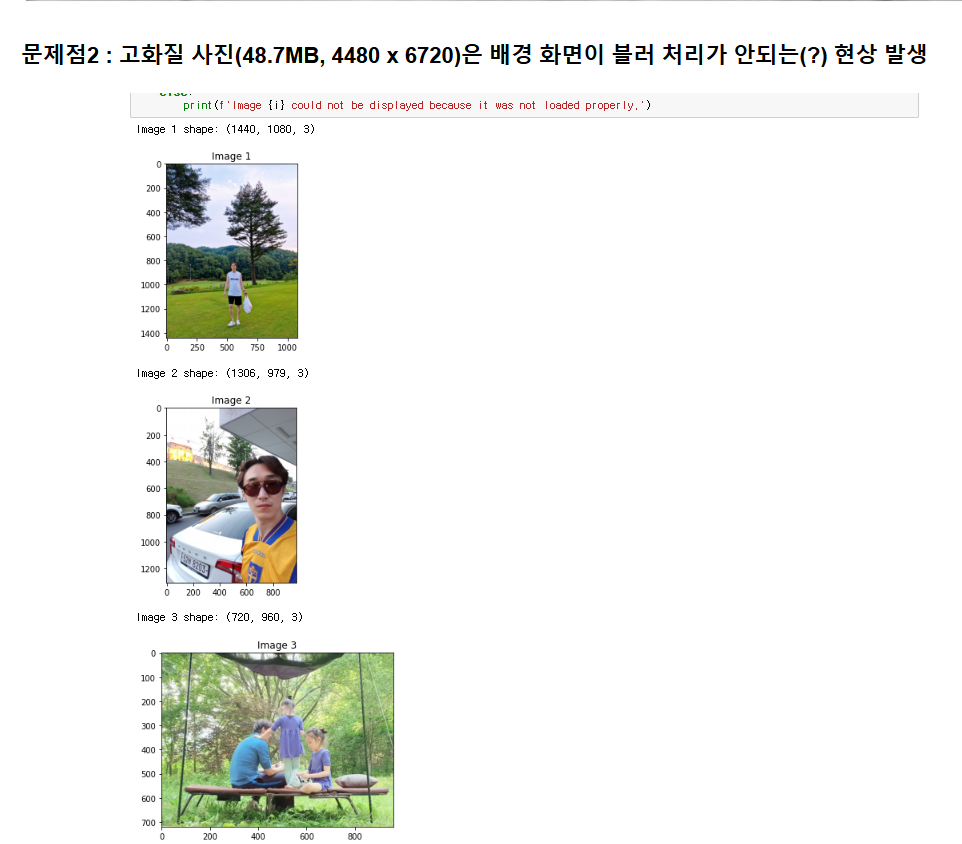 문제점2 : 고화질 사진(48.7MB, 4480 x 6720)은 배경 화면이 블러 처리가 안되는(?) 현상 발생
else:
print(f'Image {i} could not be displayed because it was not loaded properly.')
Image 1 shape: (1440, 1080, 3)
Image 1
0
200
400
600
800
1000
1200
1400
0 250 500 750 1000
Image 2 shape: (1306, 979, 3)
Image 2
0
200
400
600
800
1000
1200
0 200 400 600 800
Image 3 shape: (720, 960, 3)
Image 3
0
100
200
300
400
500
600
700
0 200 400 600 800